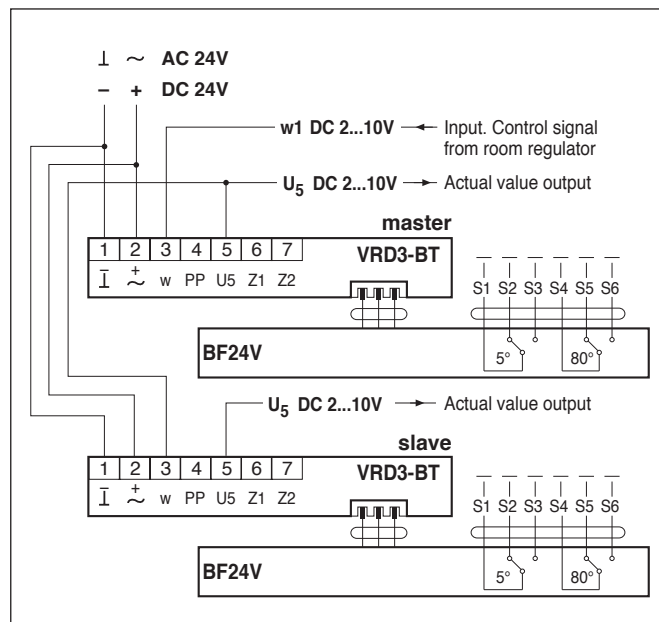 ⊥ ~ AC 24V
− + DC 24V
w1 DC 2...10V Input. Control signal
from room regulator
U5 DC 2...10V Actual value output
master
1 2 3 4 5 6 7
VRD3-BT
⊥ ~ w PP U5 Z1 Z2
− +
S1 S2 S3 S4 S5 S6
BF24V
5° 80°
U5 DC 2...10V Actual value output
slave
1 2 3 4 5 6 7
VRD3-BT
⊥ ~ w PP U5 Z1 Z2
− +
S1 S2 S3 S4 S5 S6
BF24V
5° 80°